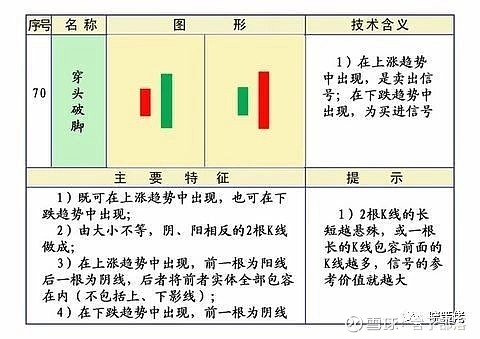 序号 名称 图形 技术含义
70
穿头破脚
1）在上涨趋势
中出现，是卖出信
号；在下跌趋势中
出现，为买进信号
主要特征
提示
1）既可在上涨趋势中出现，也可在下
跌趋势中出现；
2）由大小不等，阴、阳相反的2根K线
做成；
3）在上涨趋势中出现，前一根为阳线
后一根为阴线，后者将前者实体全部包容
在内（不包括上、下影线）；
4）在下跌趋势中出现，前一根为阴线
1）2根K线的长
短越悬殊，或一根
长的K线包容前面的
K线越多，信号的参
考价值就越大
雪球